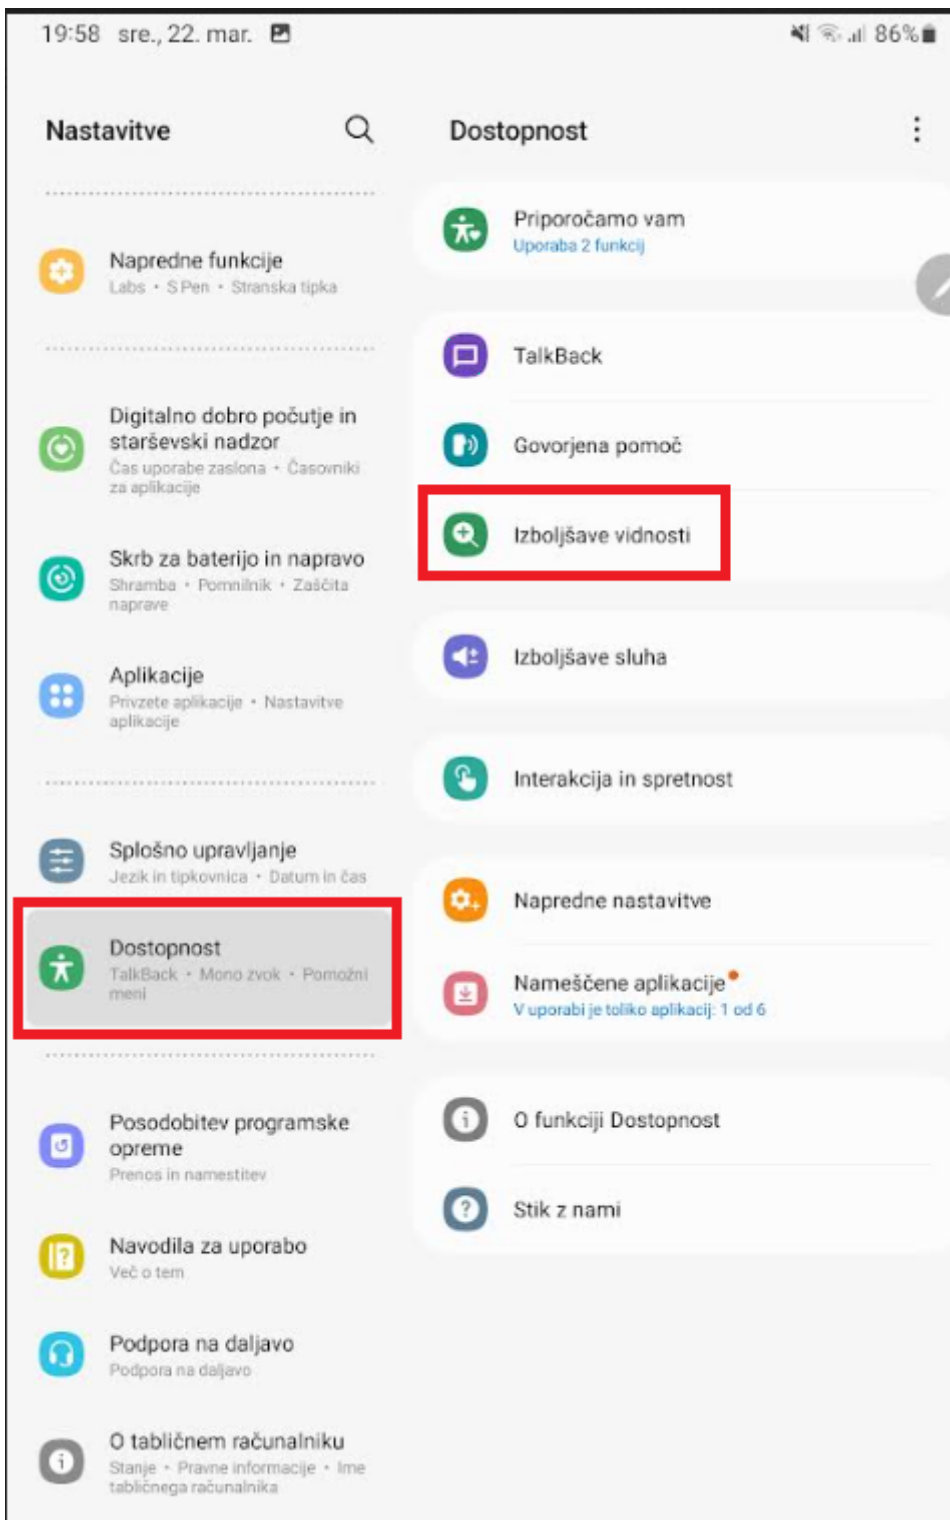 19:58 sre., 22. mar.
86%
Nastavitve
Napredne funkcije
Labs • S Pen • Stranska tipka
Digitalno dobro počutje in
starševski nadzor
Čas uporabe zaslona • Časovniki
za aplikacije
Skrb za baterijo in napravo
Shramba • Pomnilnik • Zaščita
naprave
Aplikacije
Privzete aplikacije • Nastavitve
aplikacije
Splošno upravljanje
Jezik in tipkovnica • Datum in čas
Dostopnost
TalkBack • Mono zvok • Pomožni
meni
Posodobitev programske
opreme
Prenos in namestitev
Navodila za uporabo
Več o tem
Podpora na daljavo
Podpora na daljavo
O tabličnem računalniku
Stanje • Pravne informacije • Ime
tabličnega računalnika
Dostopnost
Priporočamo vam
Uporaba 2 funkcij
TalkBack
Govorjena pomoč
Izboljšave vidnosti
Izboljšave sluha
Interakcija in spretnost
Napredne nastavitve
Nameščene aplikacije
V uporabi je toliko aplikacij: 1 od 6
O funkciji Dostopnost
Stik z nami